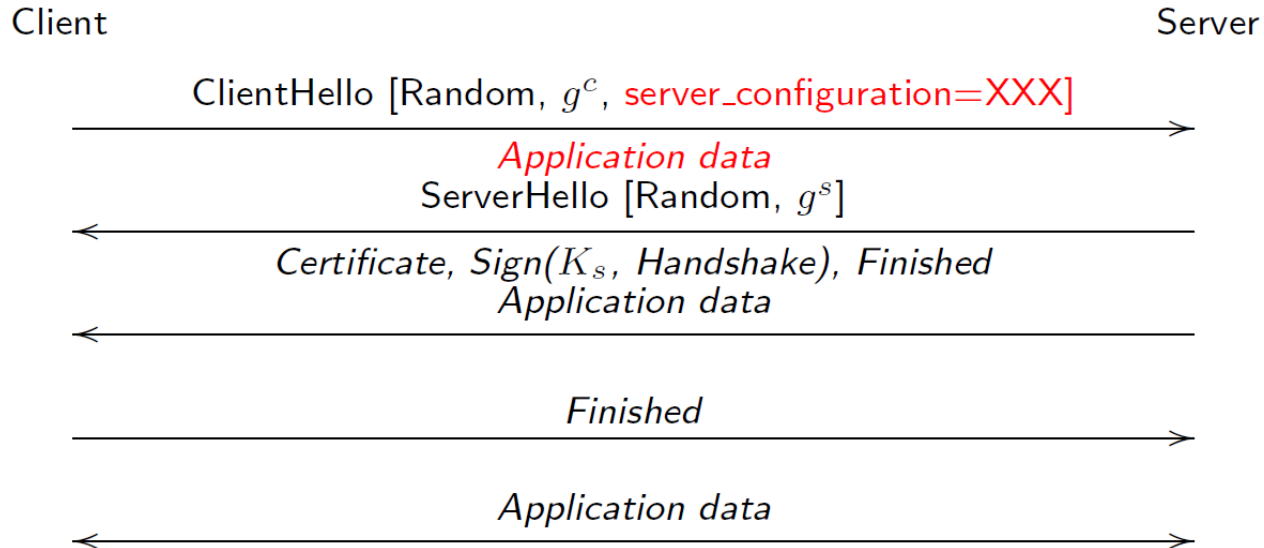 Client Server
ClientHello [Random, g^c, server_configuration=XXX]
Application data
ServerHello [Random, g^s]
Certificate, Sign(K_s, Handshake), Finished
Application data
Finished
Application data